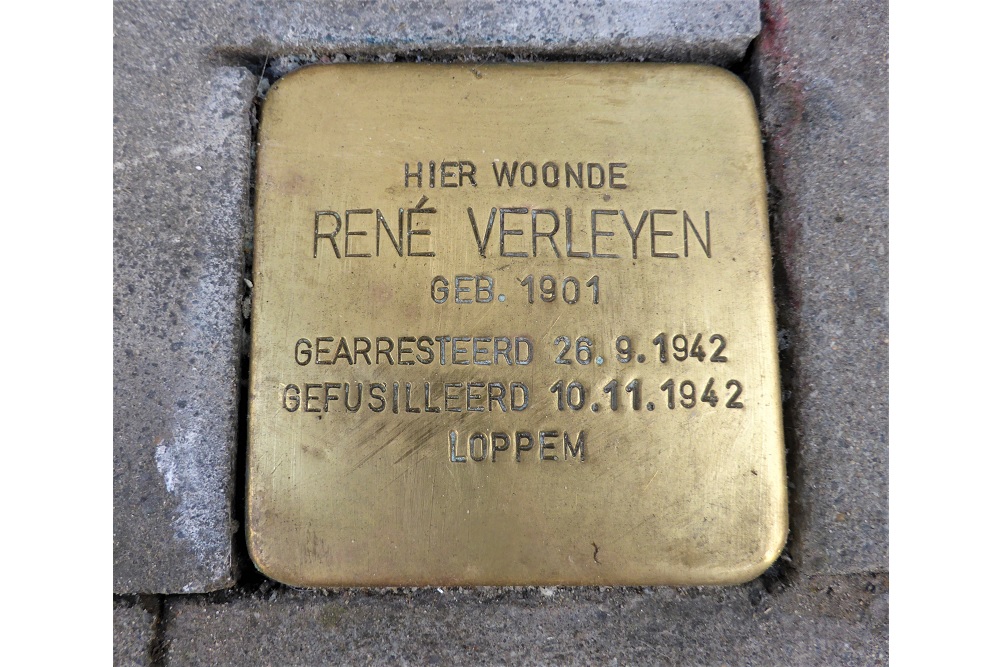 HIER WOONDE
RENÉ VERLEYEN
GEB. 1901
GEARRESTEERD 26.9.1942
GEFUSILLEERD 10.11.1942
LOPPEM